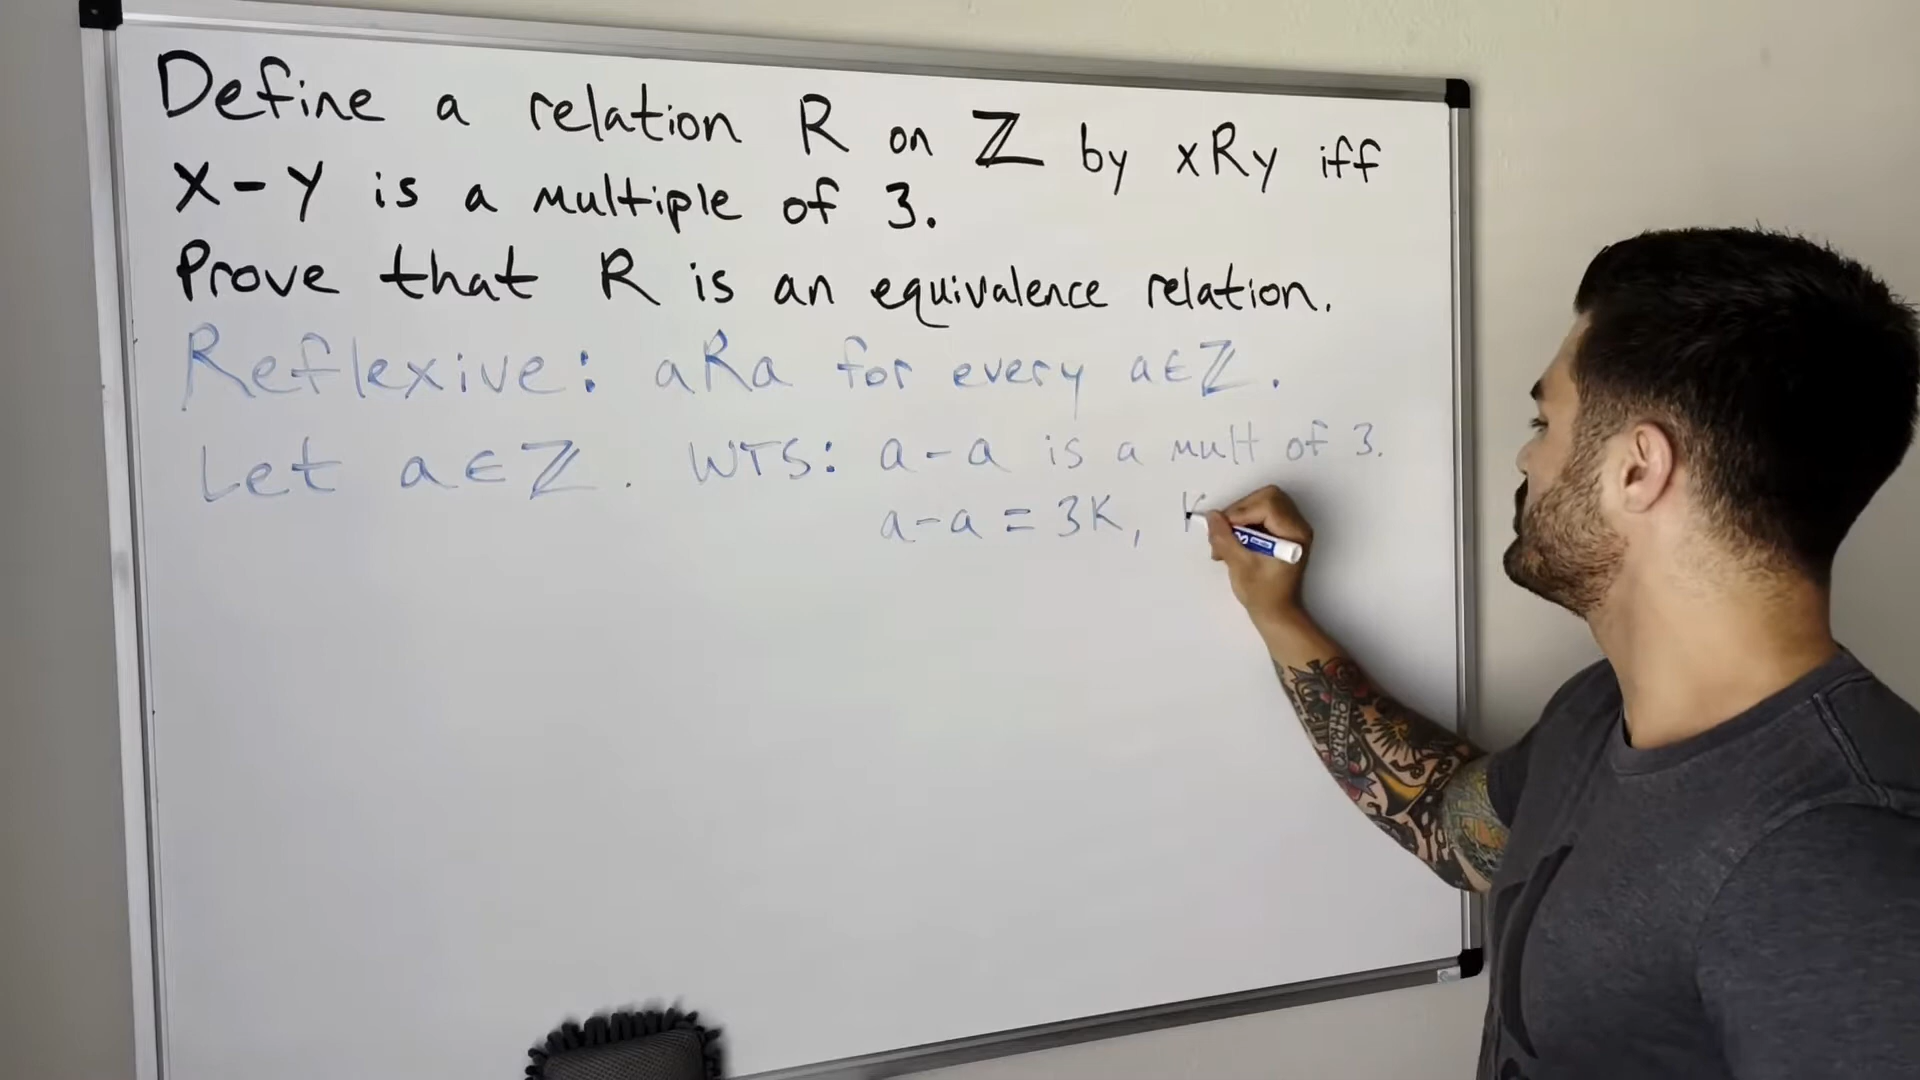 Define a relation R on ℤ by xRy iff
x-y is a multiple of 3.
Prove that R is an equivalence relation.
Reflexive: aRa for every a∈ℤ.
Let a∈ℤ. WTS: a-a is a mult of 3.
a-a = 3K, K